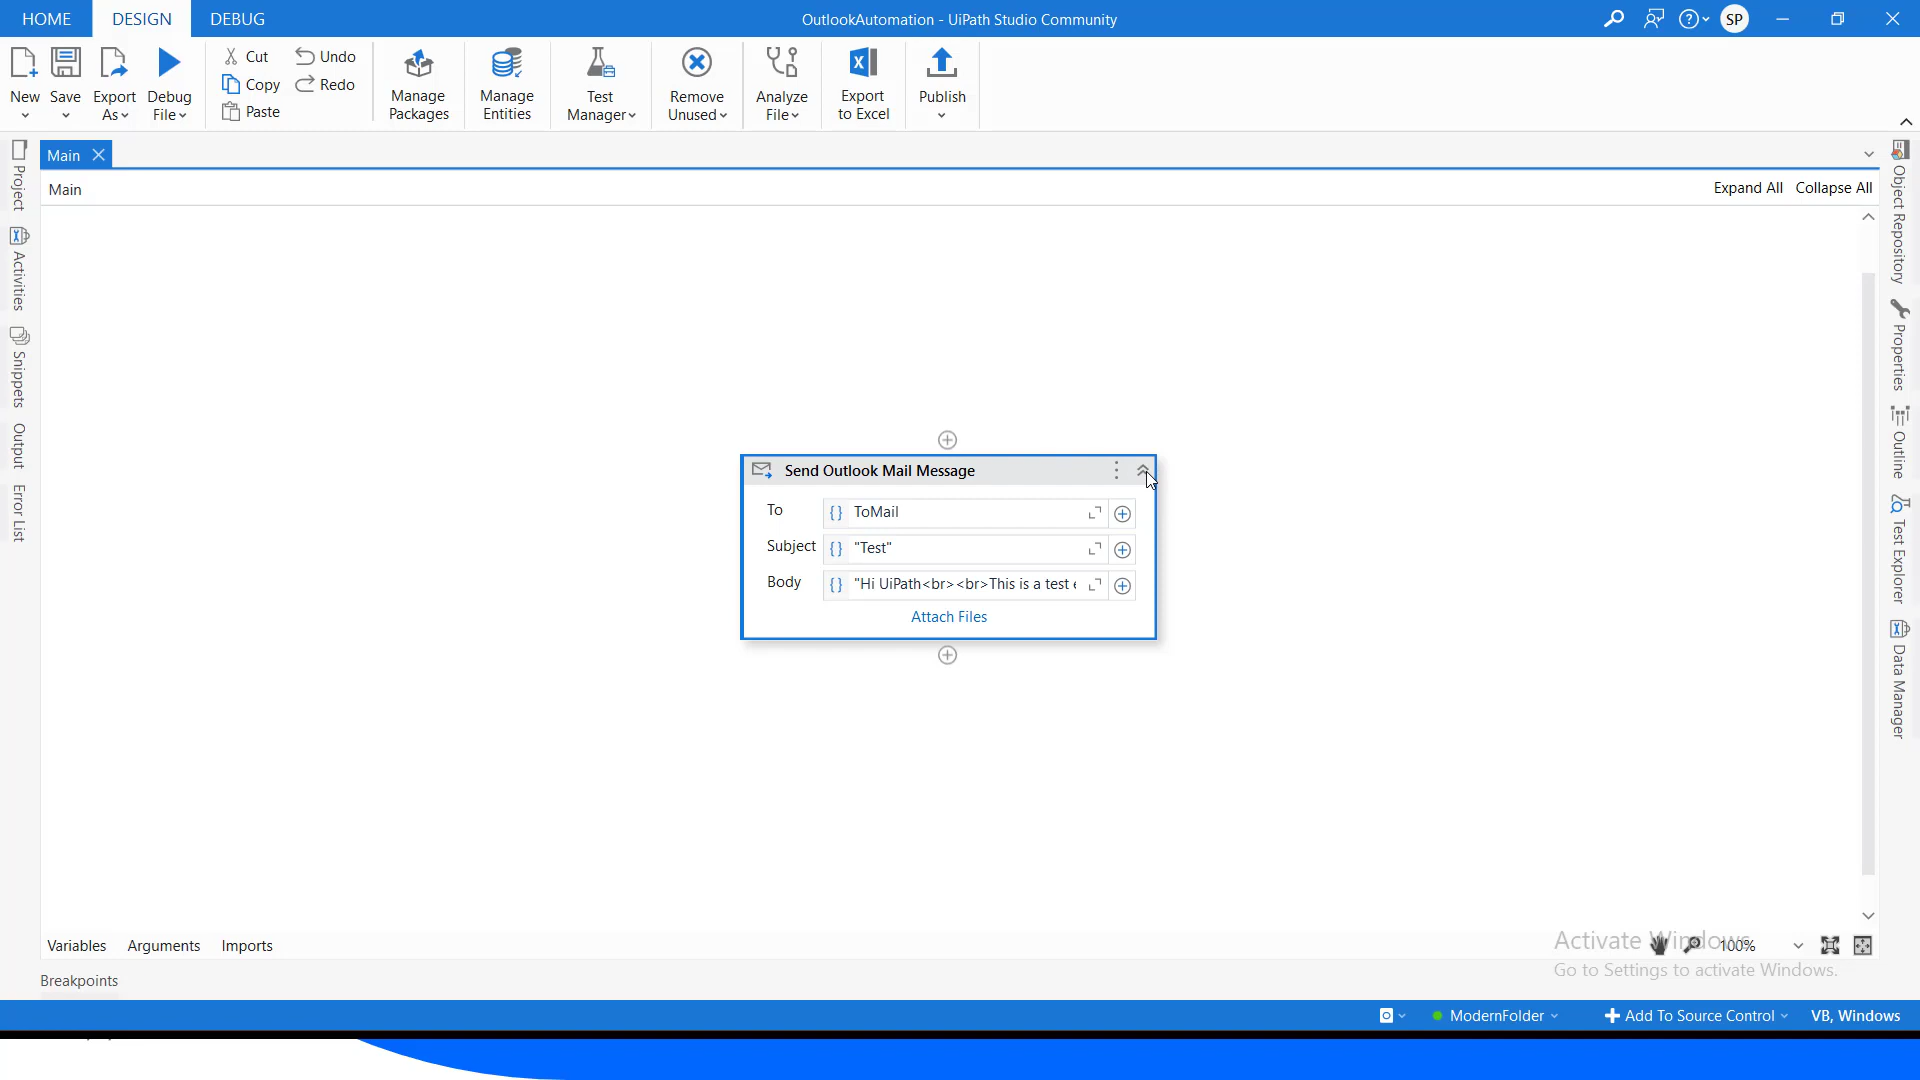 HOME DESIGN DEBUG
OutlookAutomation - UiPath Studio Community
SP
New
Save
Export As
Debug File
Cut
Copy
Paste
Undo
Redo
Manage Packages
Manage Entities
Test Manager
Remove Unused
Analyze File
Export to Excel
Publish
Main
Main
Expand All Collapse All
Project
Activities
Snippets
Output
Error List
Send Outlook Mail Message
To {} ToMail
Subject {} "Test"
Body {} "Hi UiPath<br><br>This is a test
Attach Files
Object Repository
Properties
Outline
Test Explorer
Data Manager
Variables Arguments Imports
100%
Activate Windows
Go to Settings to activate Windows.
Breakpoints
ModernFolder
Add To Source Control
VB, Windows